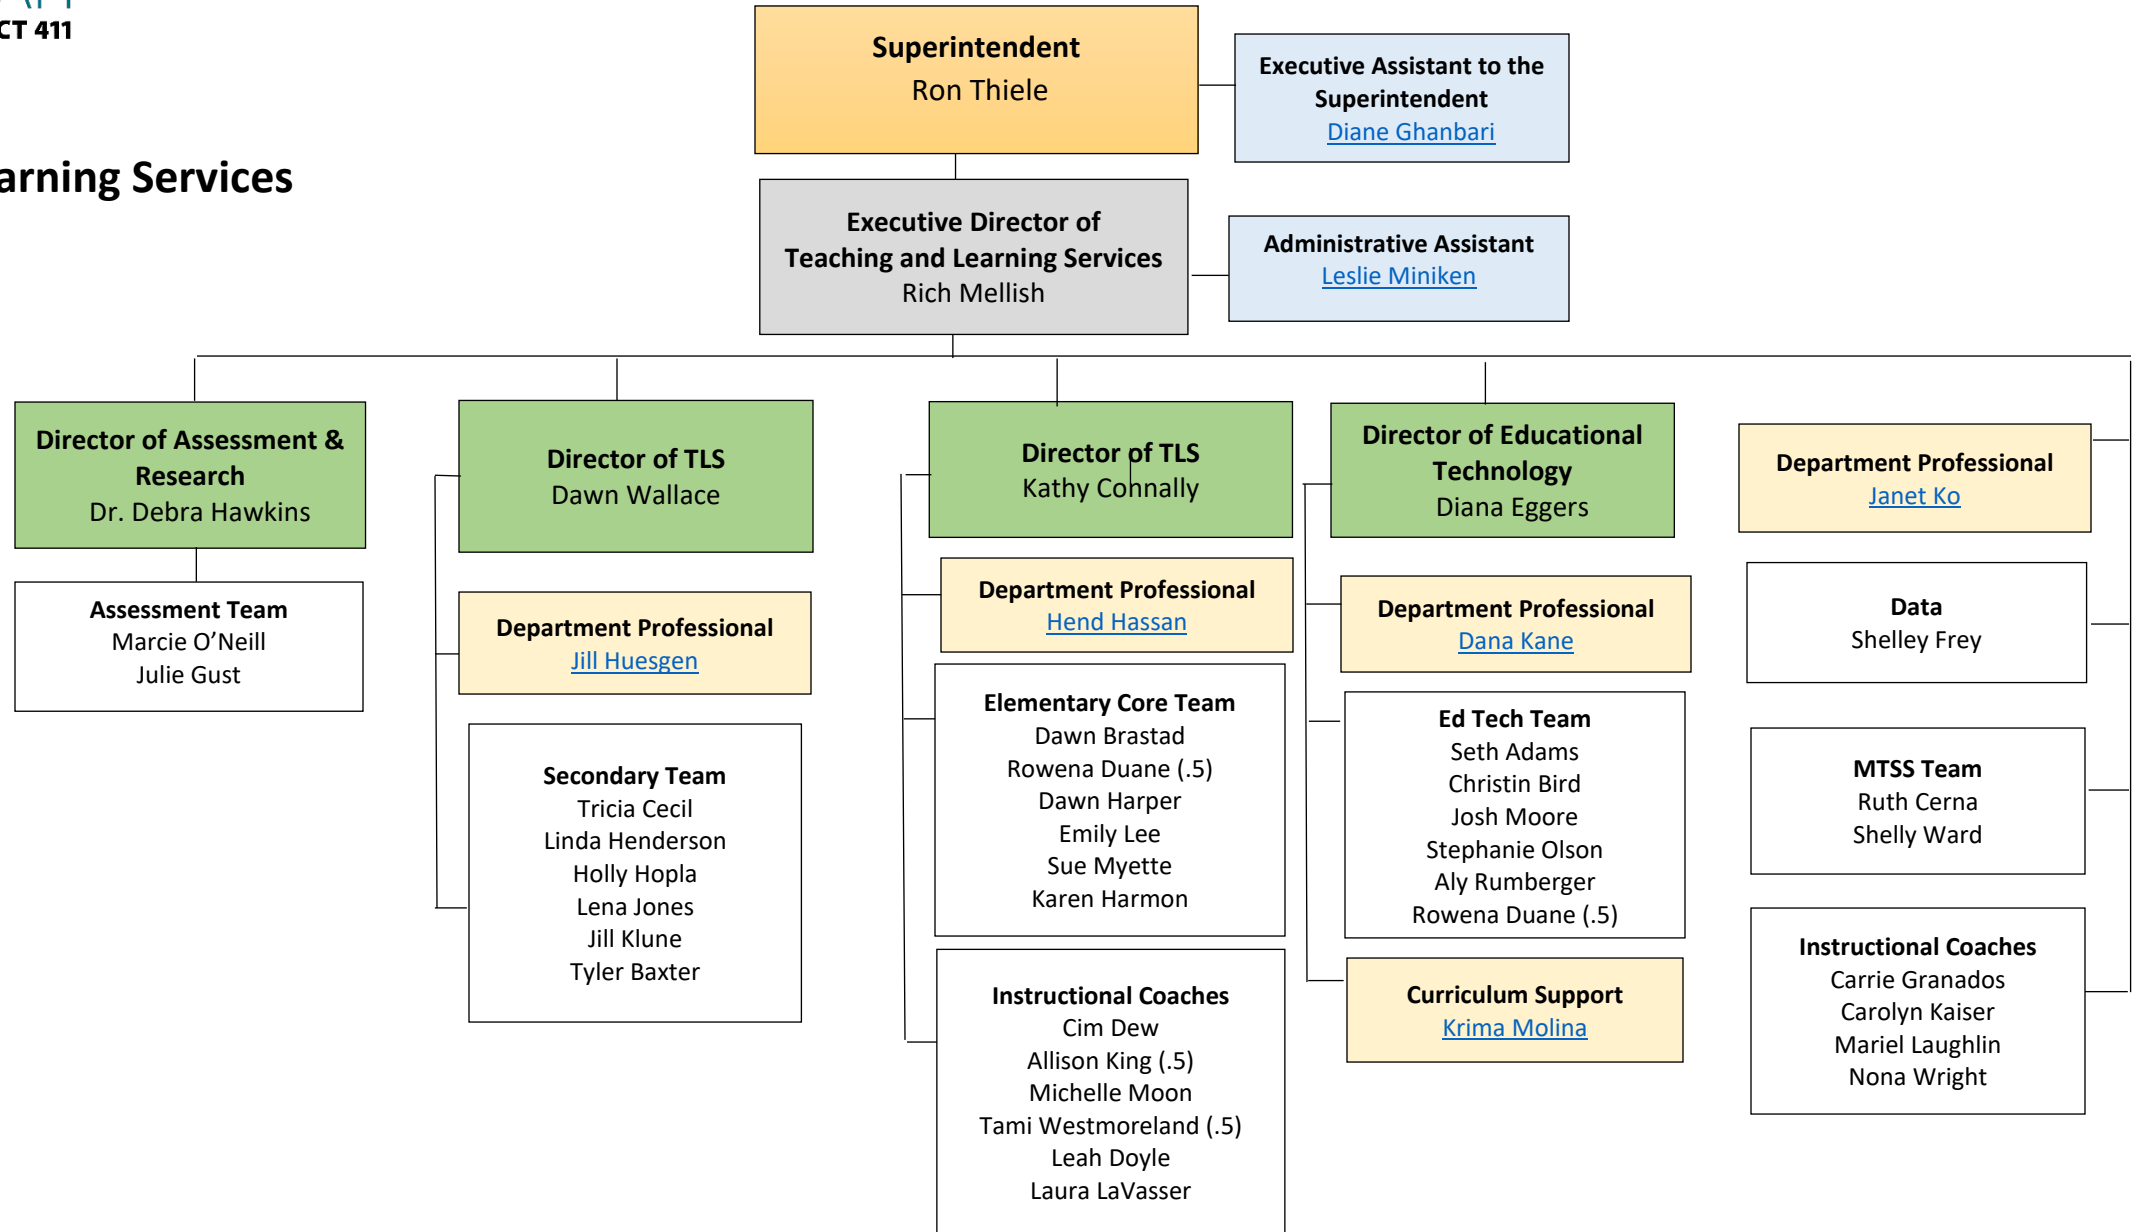 CT 411
arning Services
Superintendent
Ron Thiele
Executive Assistant to the
Superintendent
Diane Ghanbari
Executive Director of
Teaching and Learning Services
Rich Mellish
Administrative Assistant
Leslie Miniken
Director of Assessment &
Research
Dr. Debra Hawkins
Assessment Team
Marcie O’Neill
Julie Gust
Director of TLS
Dawn Wallace
Department Professional
Jill Huesgen
Secondary Team
Tricia Cecil
Linda Henderson
Holly Hopla
Lena Jones
Jill Klune
Tyler Baxter
Director of TLS
Kathy Connally
Department Professional
Hend Hassan
Elementary Core Team
Dawn Brastad
Rowena Duane (.5)
Dawn Harper
Emily Lee
Sue Myette
Karen Harmon
Instructional Coaches
Cim Dew
Allison King (.5)
Michelle Moon
Tami Westmoreland (.5)
Leah Doyle
Laura LaVasser
Director of Educational
Technology
Diana Eggers
Department Professional
Dana Kane
Ed Tech Team
Seth Adams
Christin Bird
Josh Moore
Stephanie Olson
Aly Rumberger
Rowena Duane (.5)
Curriculum Support
Krima Molina
Department Professional
Janet Ko
Data
Shelley Frey
MTSS Team
Ruth Cerna
Shelly Ward
Instructional Coaches
Carrie Granados
Carolyn Kaiser
Mariel Laughlin
Nona Wright